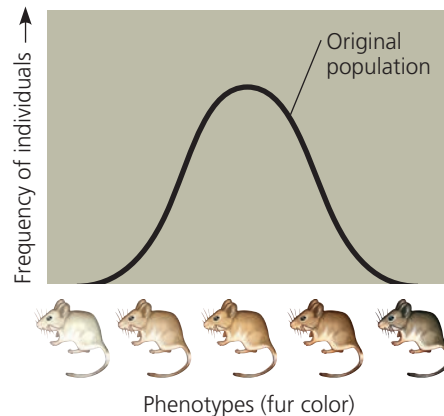 Frequency of individuals
Original
population
Phenotypes (fur color)